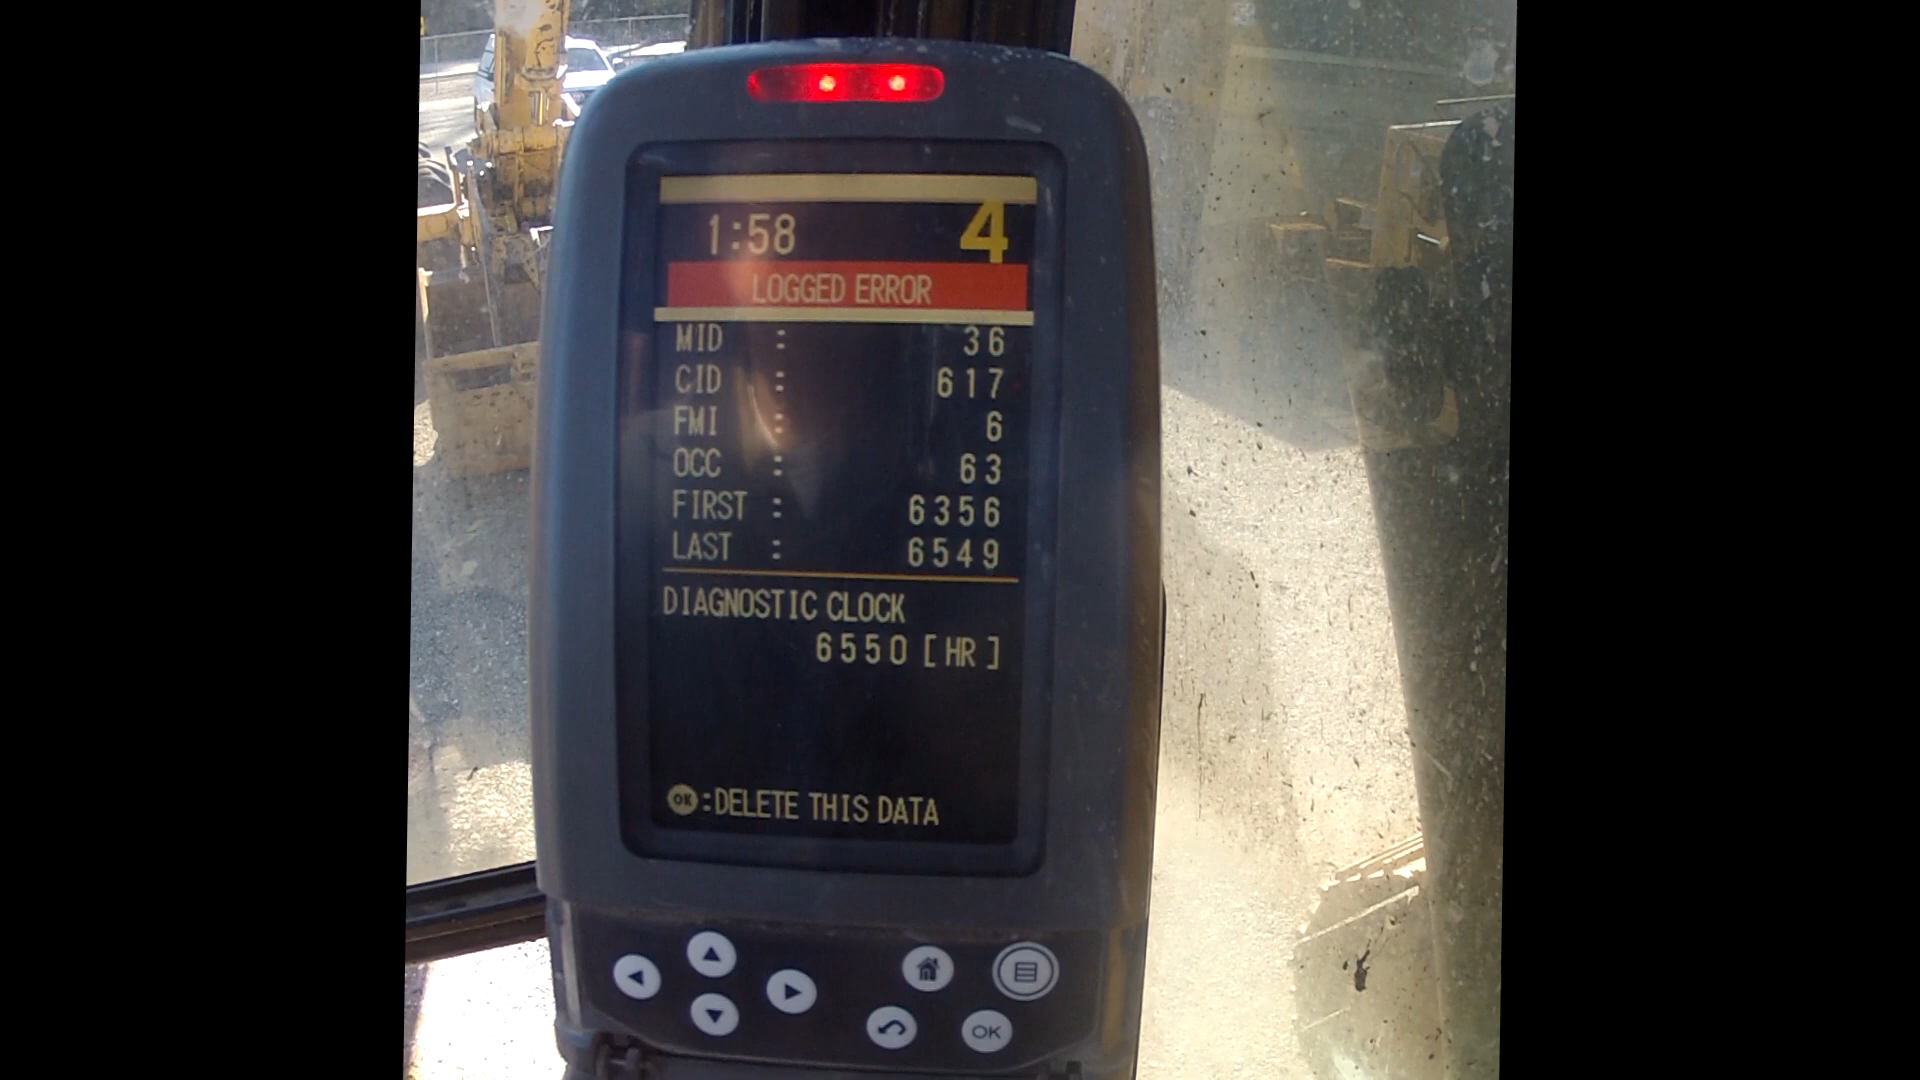 1:58 4
LOGGED ERROR
MID : 36
CID : 617
FMI : 6
OCC : 63
FIRST : 6356
LAST : 6549
DIAGNOSTIC CLOCK
6550 [HR]
OK:DELETE THIS DATA
OK